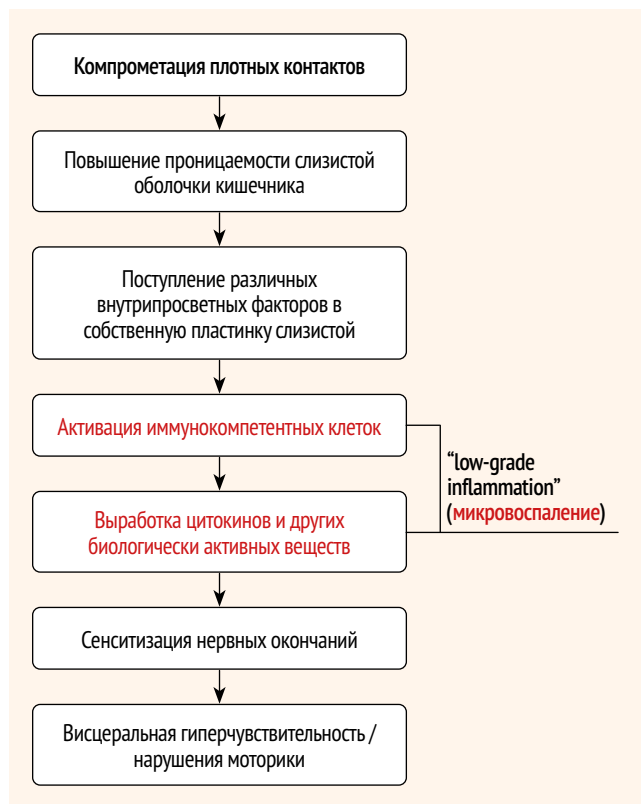 Компрометация плотных контактов
Повышение проницаемости слизистой
оболочки кишечника
Поступление различных
внутрипросветных факторов в
собственную пластинку слизистой
Активация иммунокомпетентных клеток
“low-grade
inflammation”
(микровоспаление)
Выработка цитокинов и других
биологически активных веществ
Сенситизация нервных окончаний
Висцеральная гиперчувствительность /
нарушения моторики